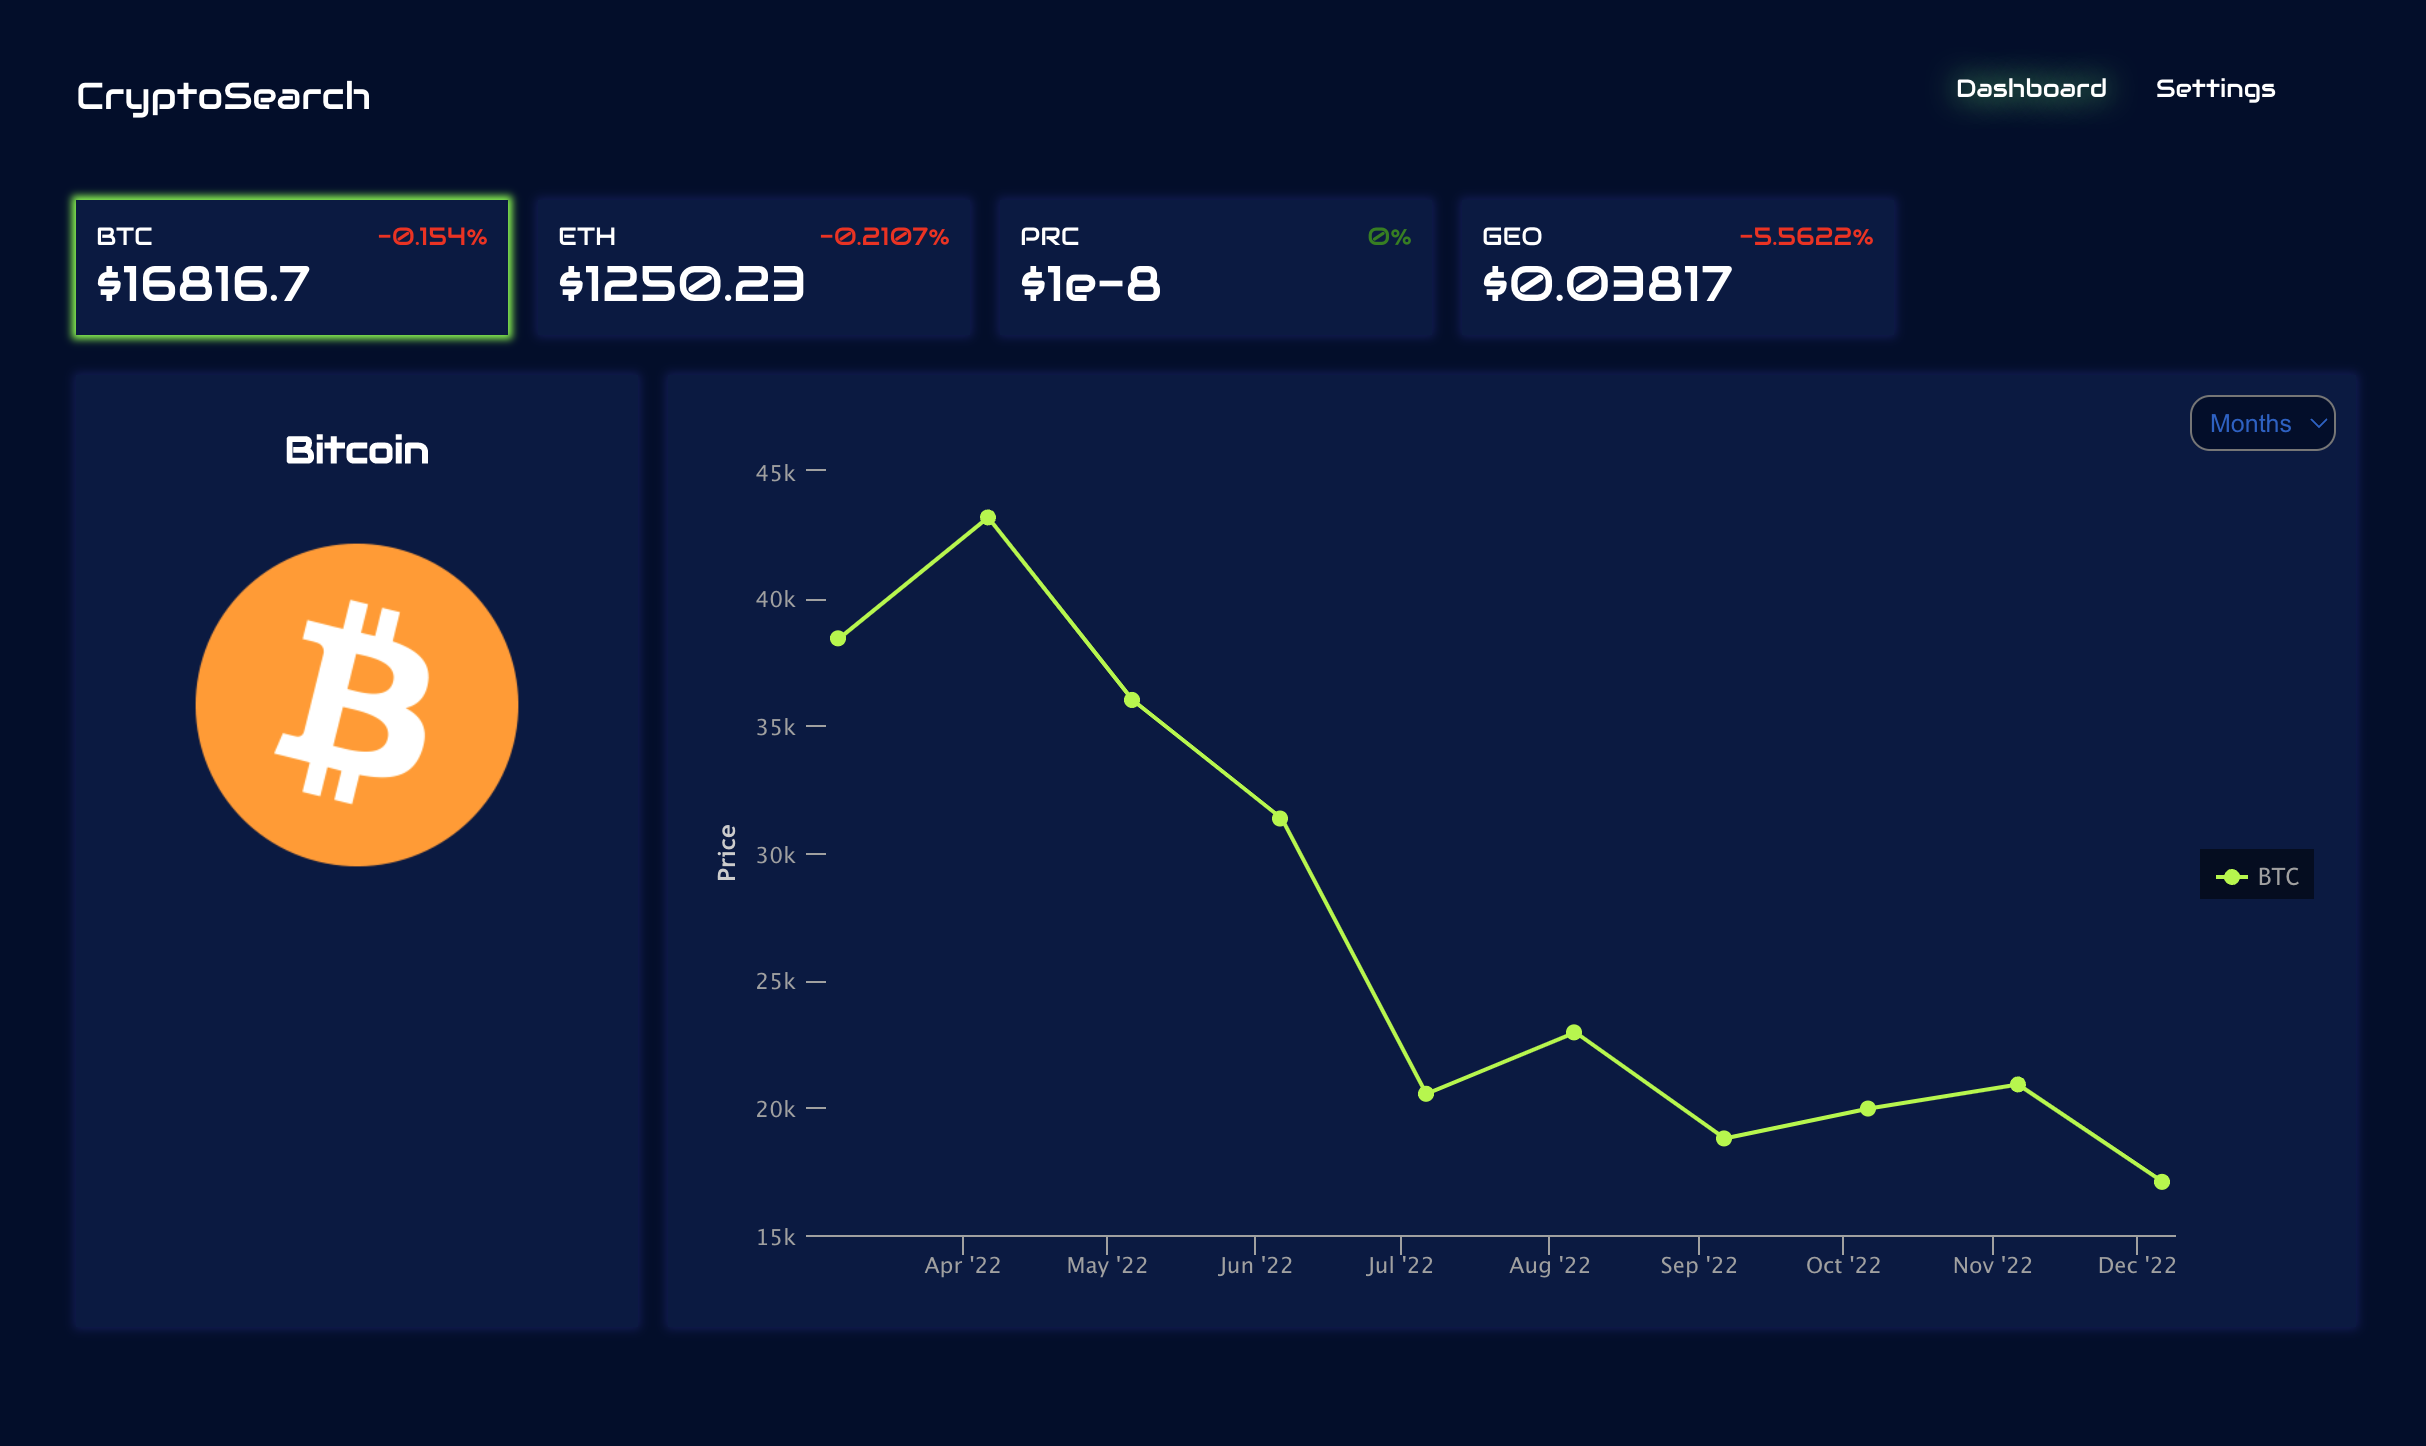 CryptoSearch
Dashboard Settings
BTC -0.154%
$16816.7
ETH -0.2107%
$1250.23
PRC 0%
$1e-8
GEO -5.5622%
$0.03817
Bitcoin
Months
45k
40k
35k
30k
25k
20k
15k
Price
Apr '22 May '22 Jun '22 Jul '22 Aug '22 Sep '22 Oct '22 Nov '22 Dec '22
BTC